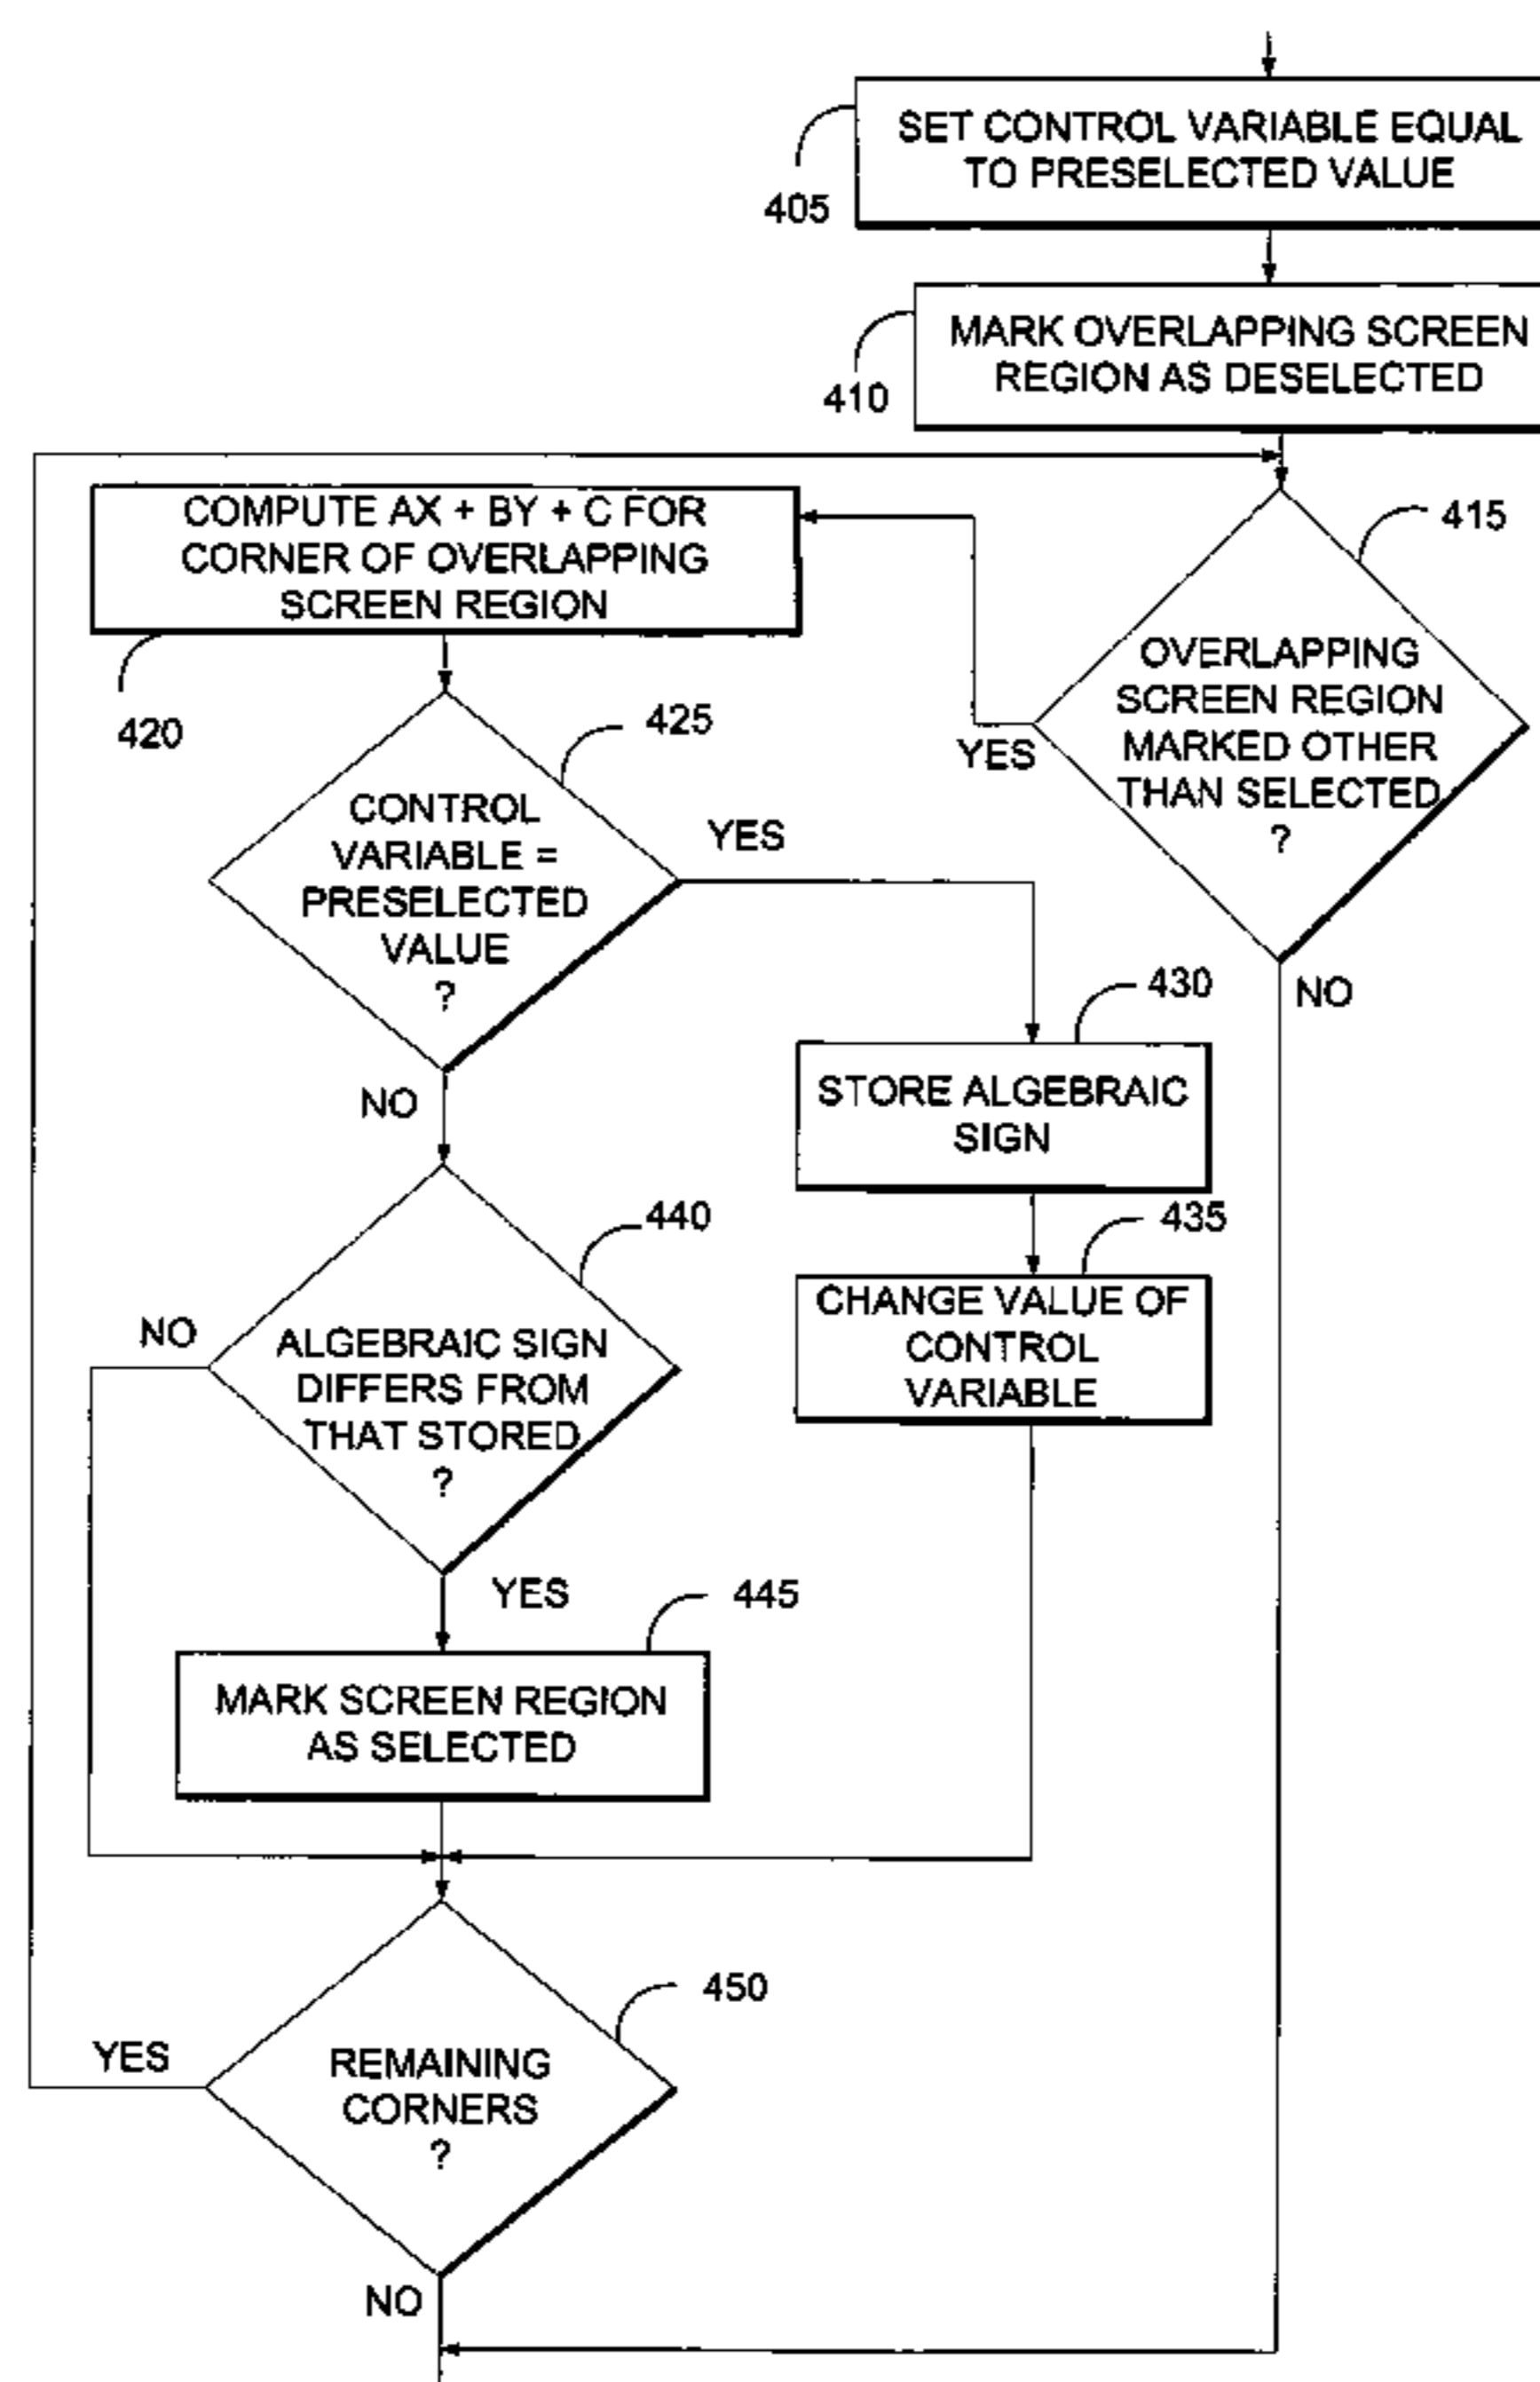 SET CONTROL VARIABLE EQUAL
TO PRESELECTED VALUE
405
MARK OVERLAPPING SCREEN
REGION AS DESELECTED
410
COMPUTE AX + BY + C FOR
CORNER OF OVERLAPPING
SCREEN REGION
420
415
OVERLAPPING
SCREEN REGION
MARKED OTHER
THAN SELECTED
?
YES
NO
425
CONTROL
VARIABLE =
PRESELECTED
VALUE
?
YES
NO
430
STORE ALGEBRAIC
SIGN
435
CHANGE VALUE OF
CONTROL
VARIABLE
440
NO
ALGEBRAIC SIGN
DIFFERS FROM
THAT STORED
?
YES
445
MARK SCREEN REGION
AS SELECTED
450
YES
REMAINING
CORNERS
?
NO